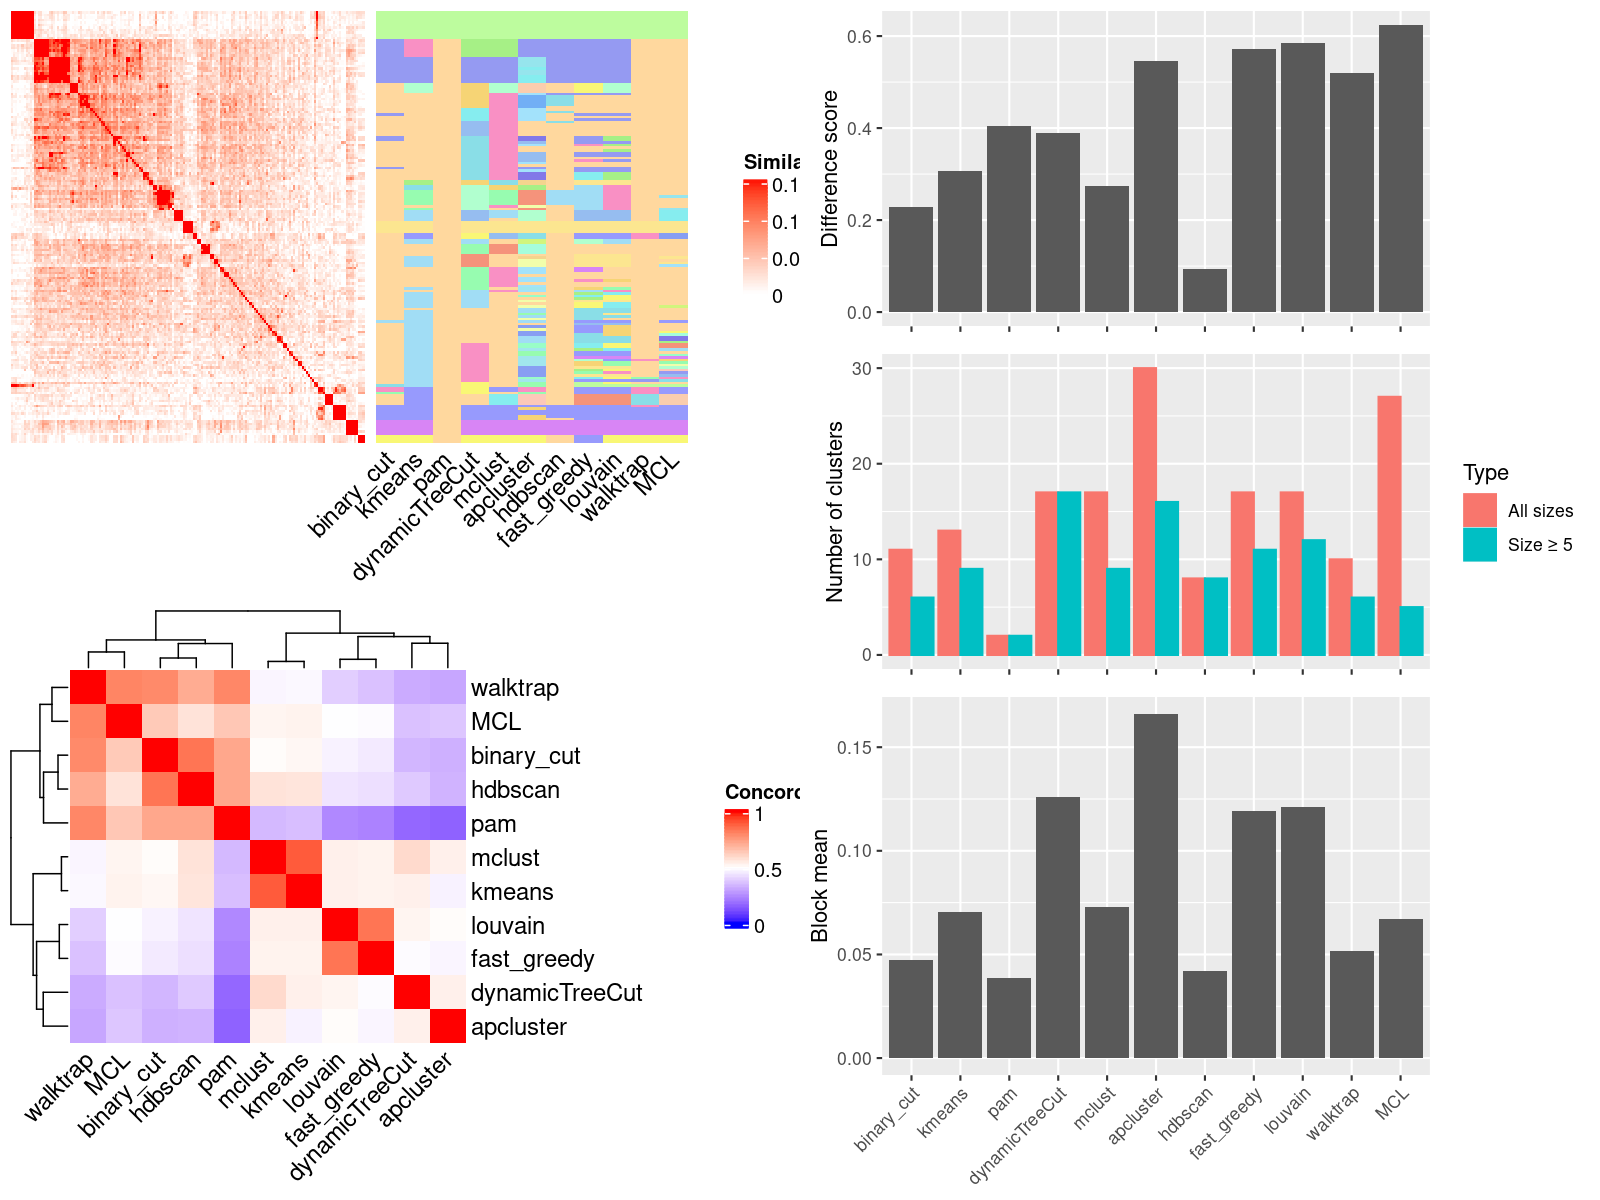 Simila
0.1
0.1
0.0
0
binary_cut
kmeans
pam
dynamicTreeCut
mclust
apcluster
hdbscan
fast_greedy
louvain
walktrap
MCL
walktrap
MCL
binary_cut
hdbscan
pam
mclust
kmeans
louvain
fast_greedy
dynamicTreeCut
apcluster
walktrap
MCL
binary_cut
hdbscan
pam
mclust
kmeans
louvain
fast_greedy
dynamicTreeCut
apcluster
Concord
1
0.5
0
Difference score
0.6
0.4
0.2
0.0
Number of clusters
30
20
10
0
Type
All sizes
Size ≥ 5
Block mean
0.15
0.10
0.05
0.00
binary_cut
kmeans
pam
dynamicTreeCut
mclust
apcluster
hdbscan
fast_greedy
louvain
walktrap
MCL